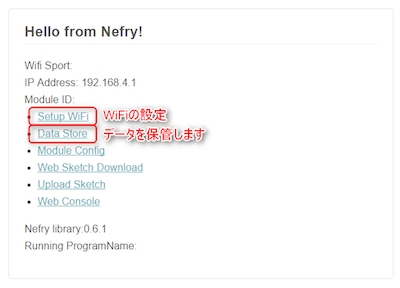 Hello from Nefry!
Wifi Sport:
IP Address: 192.168.4.1
Module ID:
Setup WiFi WiFiの設定
Data Store データを保管します
Module Config
Web Sketch Download
Upload Sketch
Web Console
Nefry library:0.6.1
Running ProgramName: